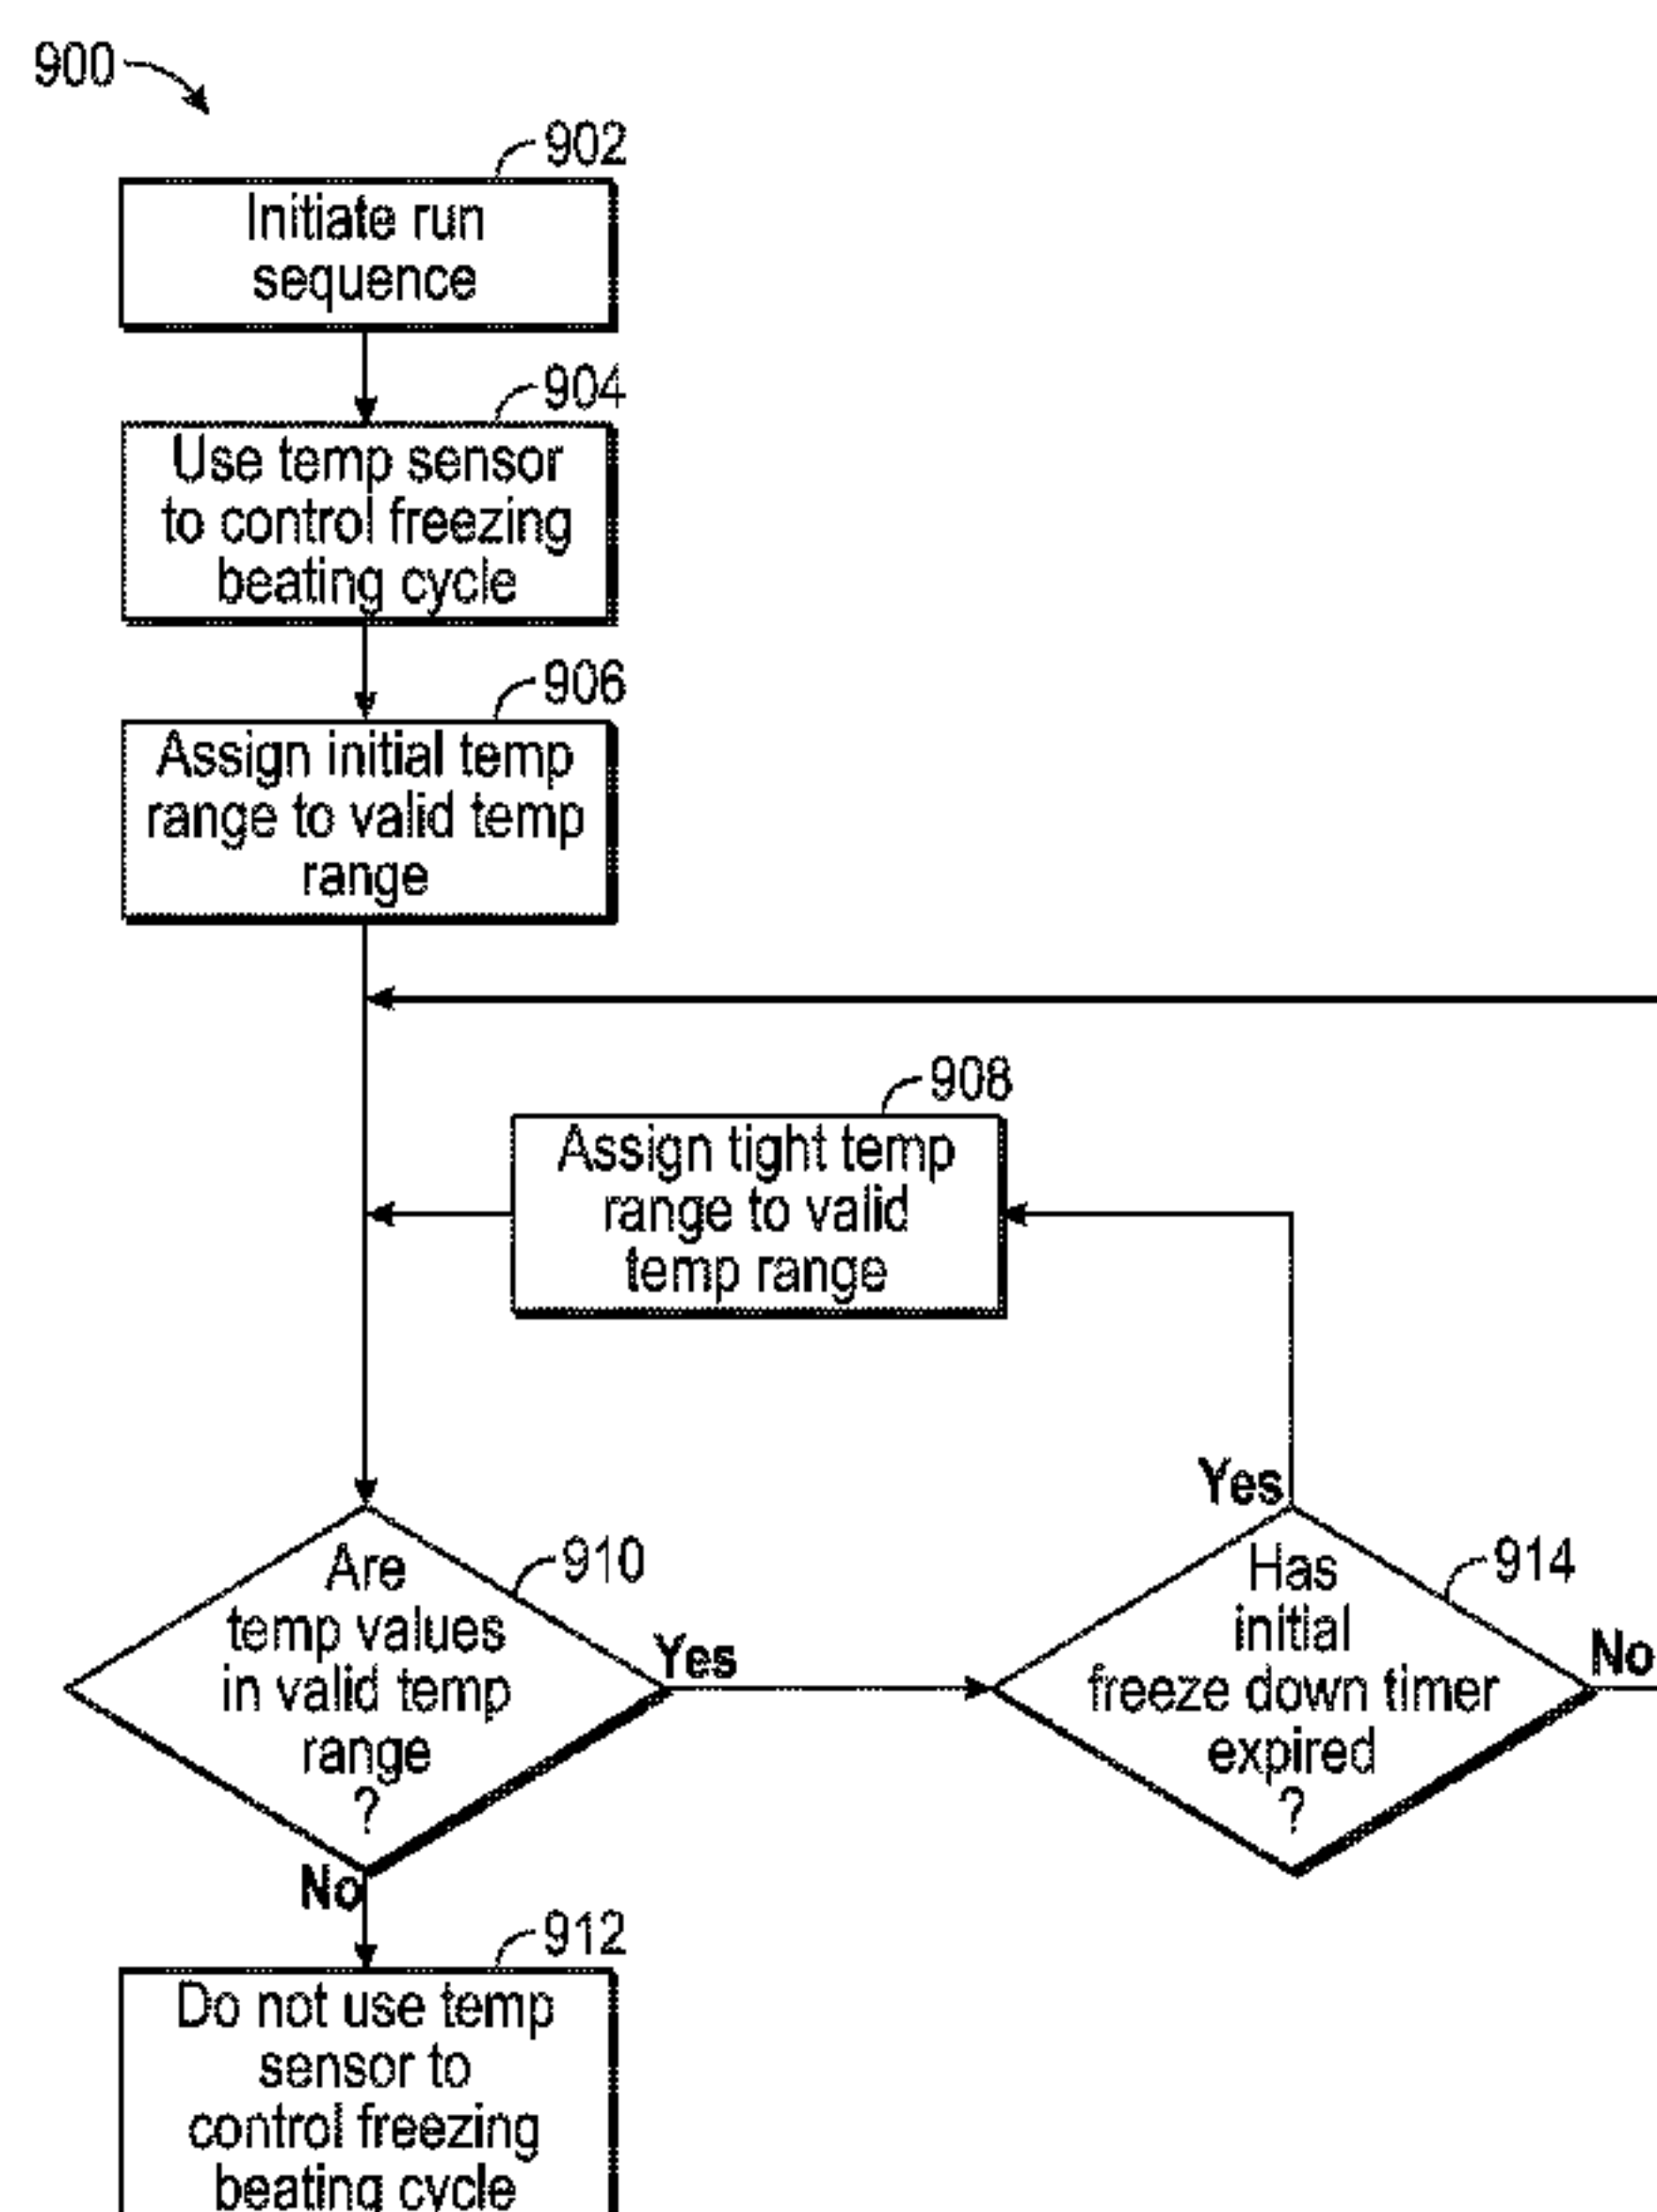 900
902
Initiate run
sequence
904
Use temp sensor
to control freezing
beating cycle
906
Assign initial temp
range to valid temp
range
908
Assign tight temp
range to valid
temp range
910
Are
temp values
in valid temp
range
?
Yes
No
914
Has
initial
freeze down timer
expired
?
Yes
No
912
Do not use temp
sensor to
control freezing
beating cycle